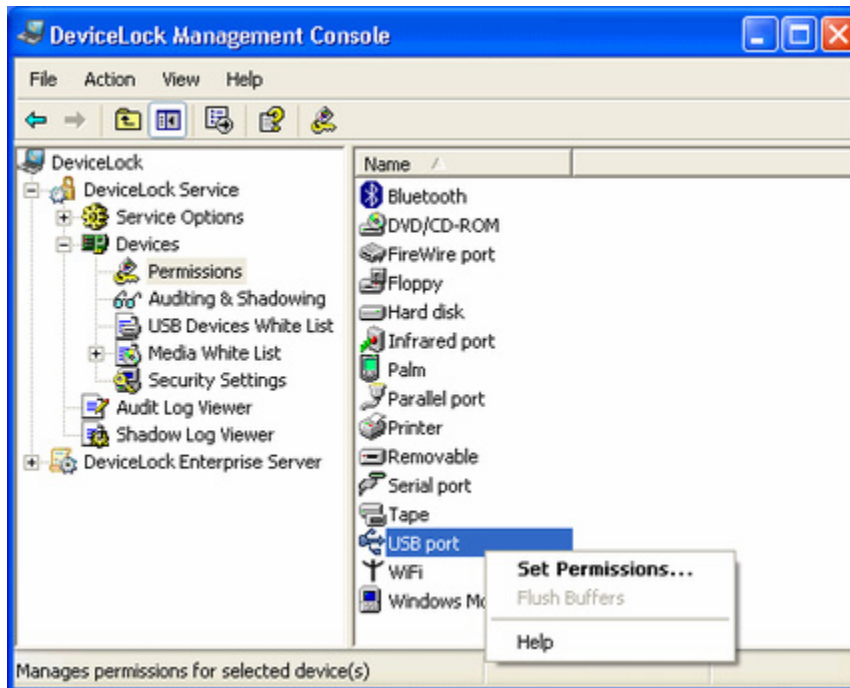 DeviceLock Management Console
File Action View Help
DeviceLock
DeviceLock Service
Service Options
Devices
Permissions
Auditing & Shadowing
USB Devices White List
Media White List
Security Settings
Audit Log Viewer
Shadow Log Viewer
DeviceLock Enterprise Server
Name
Bluetooth
DVD/CD-ROM
FireWire port
Floppy
Hard disk
Infrared port
Palm
Parallel port
Printer
Removable
Serial port
Tape
USB port
WiFi
Windows Mo
Set Permissions...
Flush Buffers
Help
Manages permissions for selected device(s)